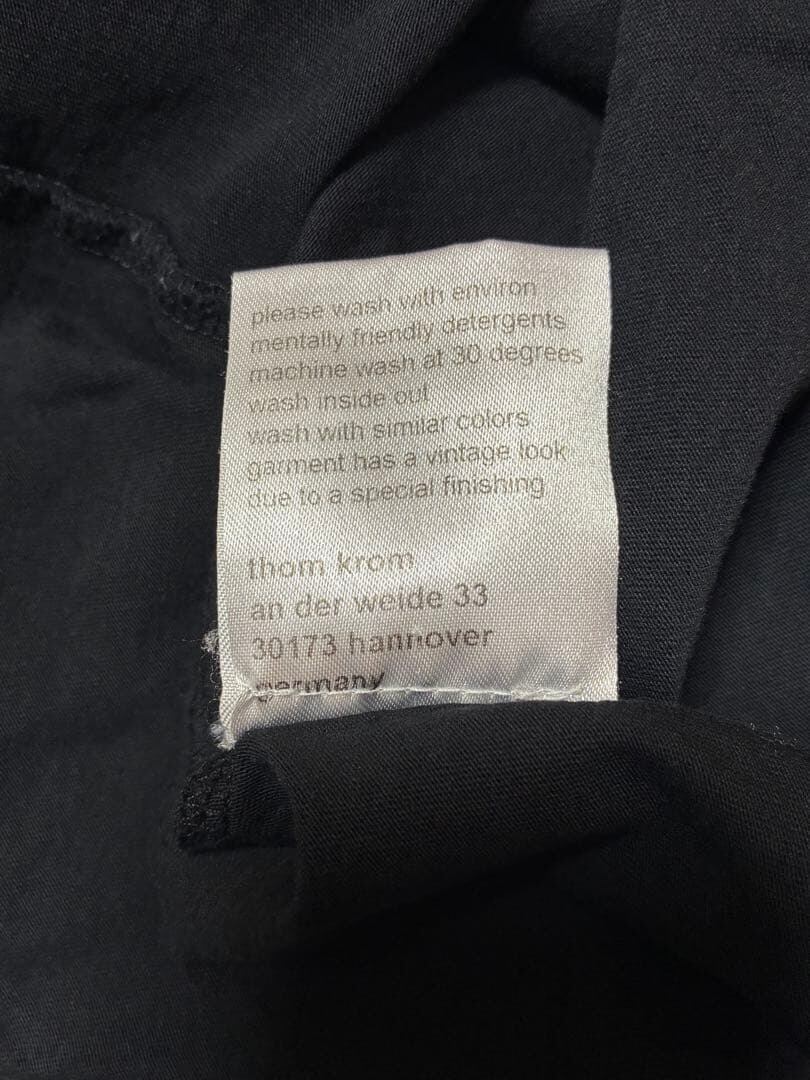 please wash with environ
mentally friendly detergents
machine wash at 30 degrees
wash inside out
wash with similar colors
garment has a vintage look
due to a special finishing
thom krom
an der weide 33
30173 hannover
germany